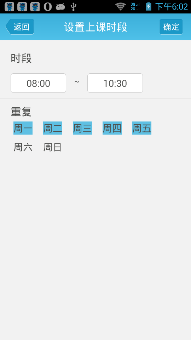 下午6:02
返回 设置上课时段 确定
时段
08:00 ~ 10:30
重复
周一 周二 周三 周四 周五
周六 周日